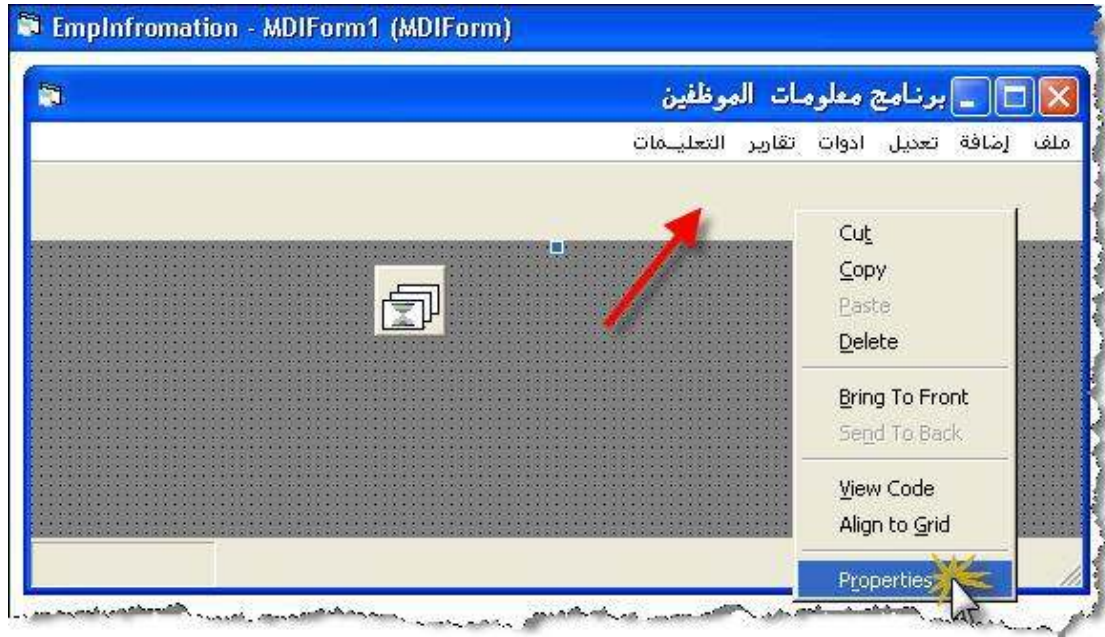 EmpInfromation - MDIForm1 (MDIForm)
برنامج معلومات الموظفين
ملف إضافة تعديل ادوات تقارير التعليـمات
Cut
Copy
Paste
Delete
Bring To Front
Send To Back
View Code
Align to Grid
Properties